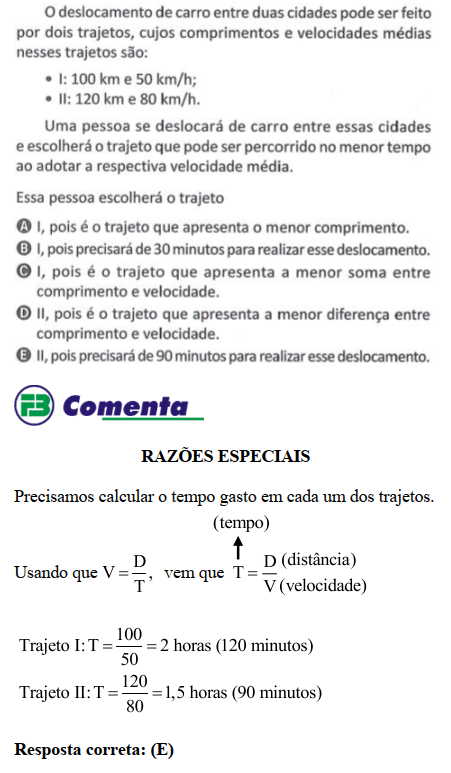 O deslocamento de carro entre duas cidades pode ser feito
por dois trajetos, cujos comprimentos e velocidades médias
nesses trajetos são:
• I: 100 km e 50 km/h;
• II: 120 km e 80 km/h.
Uma pessoa se deslocará de carro entre essas cidades
e escolherá o trajeto que pode ser percorrido no menor tempo
ao adotar a respectiva velocidade média.
Essa pessoa escolherá o trajeto
A I, pois é o trajeto que apresenta o menor comprimento.
B I, pois precisará de 30 minutos para realizar esse deslocamento.
C I, pois é o trajeto que apresenta a menor soma entre
comprimento e velocidade.
D II, pois é o trajeto que apresenta a menor diferença entre
comprimento e velocidade.
E II, pois precisará de 90 minutos para realizar esse deslocamento.
FB Comenta
RAZÕES ESPECIAIS
Precisamos calcular o tempo gasto em cada um dos trajetos.
(tempo)
Usando que V = D/T, vem que T = D (distância) / V (velocidade)
Trajeto I: T = 100/50 = 2 horas (120 minutos)
Trajeto II: T = 120/80 = 1,5 horas (90 minutos)
Resposta correta: (E)